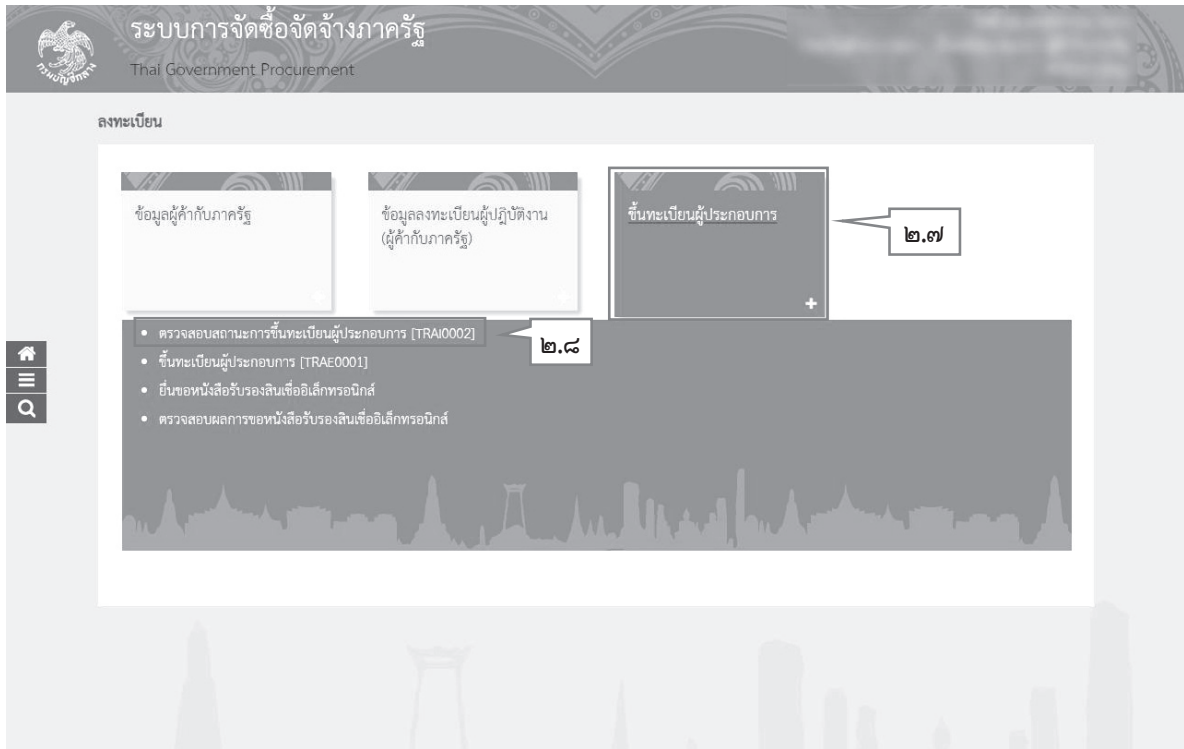 ระบบการจัดซื้อจัดจ้างภาครัฐ
Thai Government Procurement
กรมบัญชีกลาง
ลงทะเบียน
ข้อมูลผู้ค้ากับภาครัฐ
ข้อมูลลงทะเบียนผู้ปฏิบัติงาน
(ผู้ค้ากับภาครัฐ)
ขึ้นทะเบียนผู้ประกอบการ
๒.๗
ตรวจสอบสถานะการขึ้นทะเบียนผู้ประกอบการ [TRAI0002]
๒.๘
ขึ้นทะเบียนผู้ประกอบการ [TRAE0001]
ยื่นขอหนังสือรับรองสินเชื่ออิเล็กทรอนิกส์
ตรวจสอบผลการขอหนังสือรับรองสินเชื่ออิเล็กทรอนิกส์